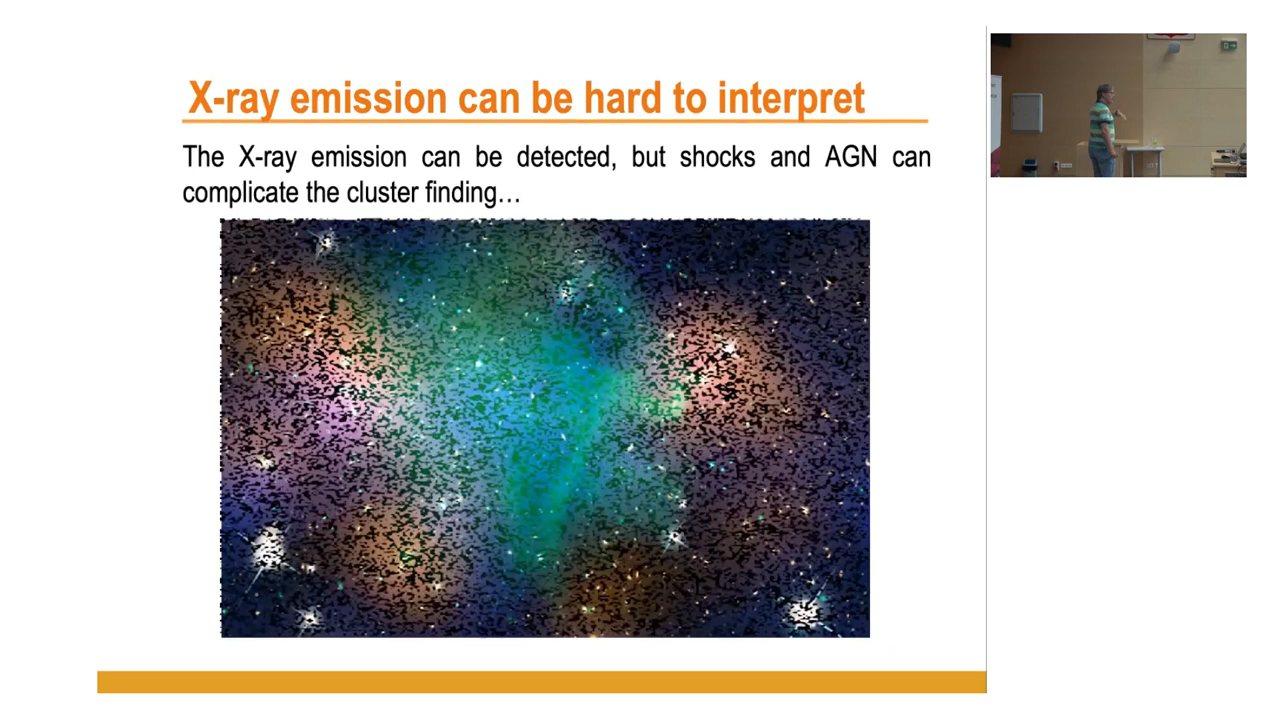 X-ray emission can be hard to interpret
The X-ray emission can be detected, but shocks and AGN can
complicate the cluster finding…